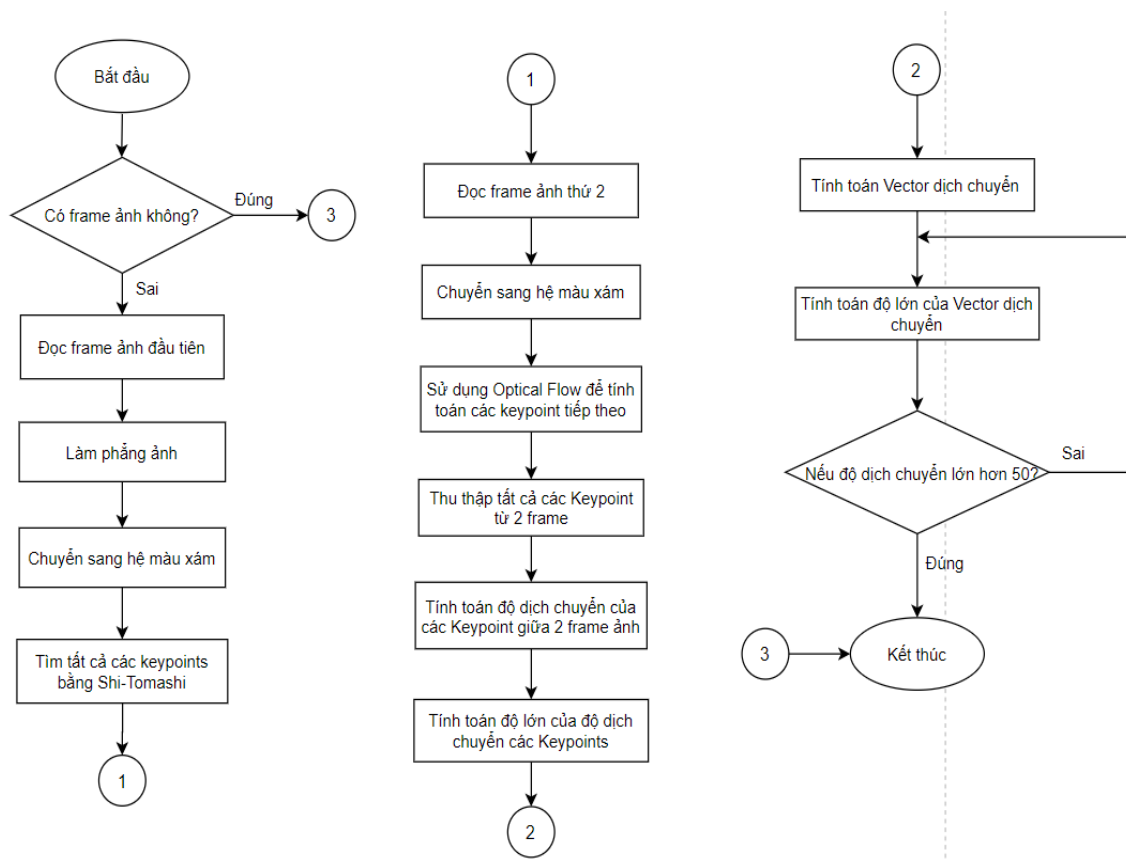 Bắt đầu
Có frame ảnh không?
Đúng
3
Sai
Đọc frame ảnh đầu tiên
Làm phẳng ảnh
Chuyển sang hệ màu xám
Tìm tất cả các keypoints
bằng Shi-Tomashi
1
1
Đọc frame ảnh thứ 2
Chuyển sang hệ màu xám
Sử dụng Optical Flow để tính
toán các keypoint tiếp theo
Thu thập tất cả các Keypoint
từ 2 frame
Tính toán độ dịch chuyển của
các Keypoint giữa 2 frame ảnh
Tính toán độ lớn của độ dịch
chuyển các Keypoints
2
2
Tính toán Vector dịch chuyển
Tính toán độ lớn của Vector dịch
chuyển
Nếu độ dịch chuyển lớn hơn 50?
Sai
Đúng
3
Kết thúc